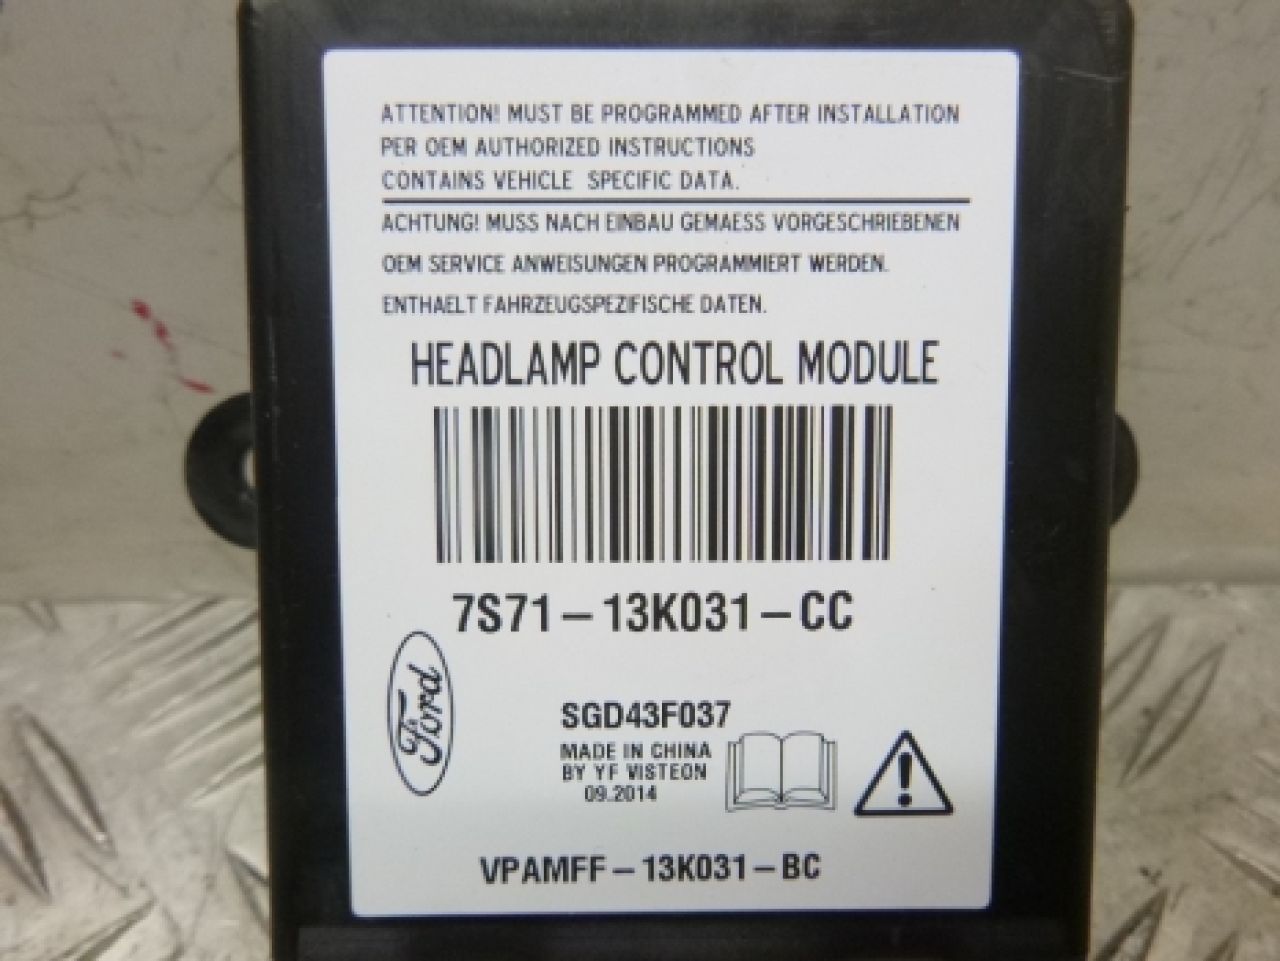 ATTENTION! MUST BE PROGRAMMED AFTER INSTALLATION
PER OEM AUTHORIZED INSTRUCTIONS
CONTAINS VEHICLE SPECIFIC DATA.
ACHTUNG! MUSS NACH EINBAU GEMAESS VORGESCHRIEBENEN
OEM SERVICE ANWEISUNGEN PROGRAMMIERT WERDEN.
ENTHAELT FAHRZEUGSPEZIFISCHE DATEN.
HEADLAMP CONTROL MODULE
7S71-13K031-CC
Ford
SGD43F037
MADE IN CHINA
BY YF VISTEON
09.2014
VPAMFF-13K031-BC